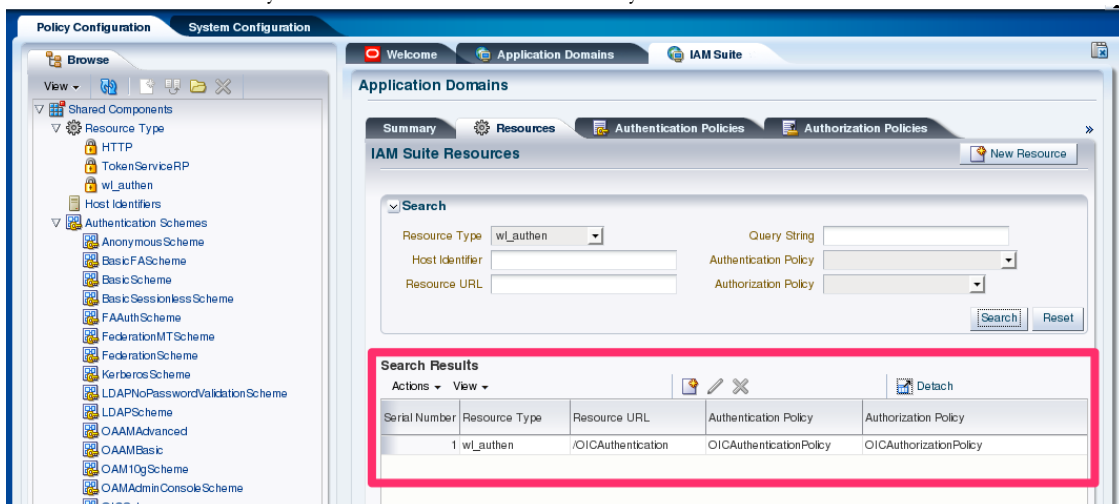 Policy Configuration System Configuration
Browse
View
Shared Components
Resource Type
HTTP
TokenServiceRP
wl_authen
Host Identifiers
Authentication Schemes
AnonymousScheme
BasicFAScheme
BasicScheme
BasicSessionlessScheme
FAAuthScheme
FederationMTScheme
FederationScheme
KerberosScheme
LDAPNoPasswordValidationScheme
LDAPScheme
OAAMAdvanced
OAAMBasic
OAM10gScheme
OAMAdminConsoleScheme
Welcome Application Domains IAM Suite
Application Domains
Summary Resources Authentication Policies Authorization Policies »
IAM Suite Resources New Resource
Search
Resource Type wl_authen Query String
Host Identifier Authentication Policy
Resource URL Authorization Policy
Search Reset
Search Results
Actions View Detach
Serial Number Resource Type Resource URL Authentication Policy Authorization Policy
1 wl_authen /OICAuthentication OICAuthenticationPolicy OICAuthorizationPolicy